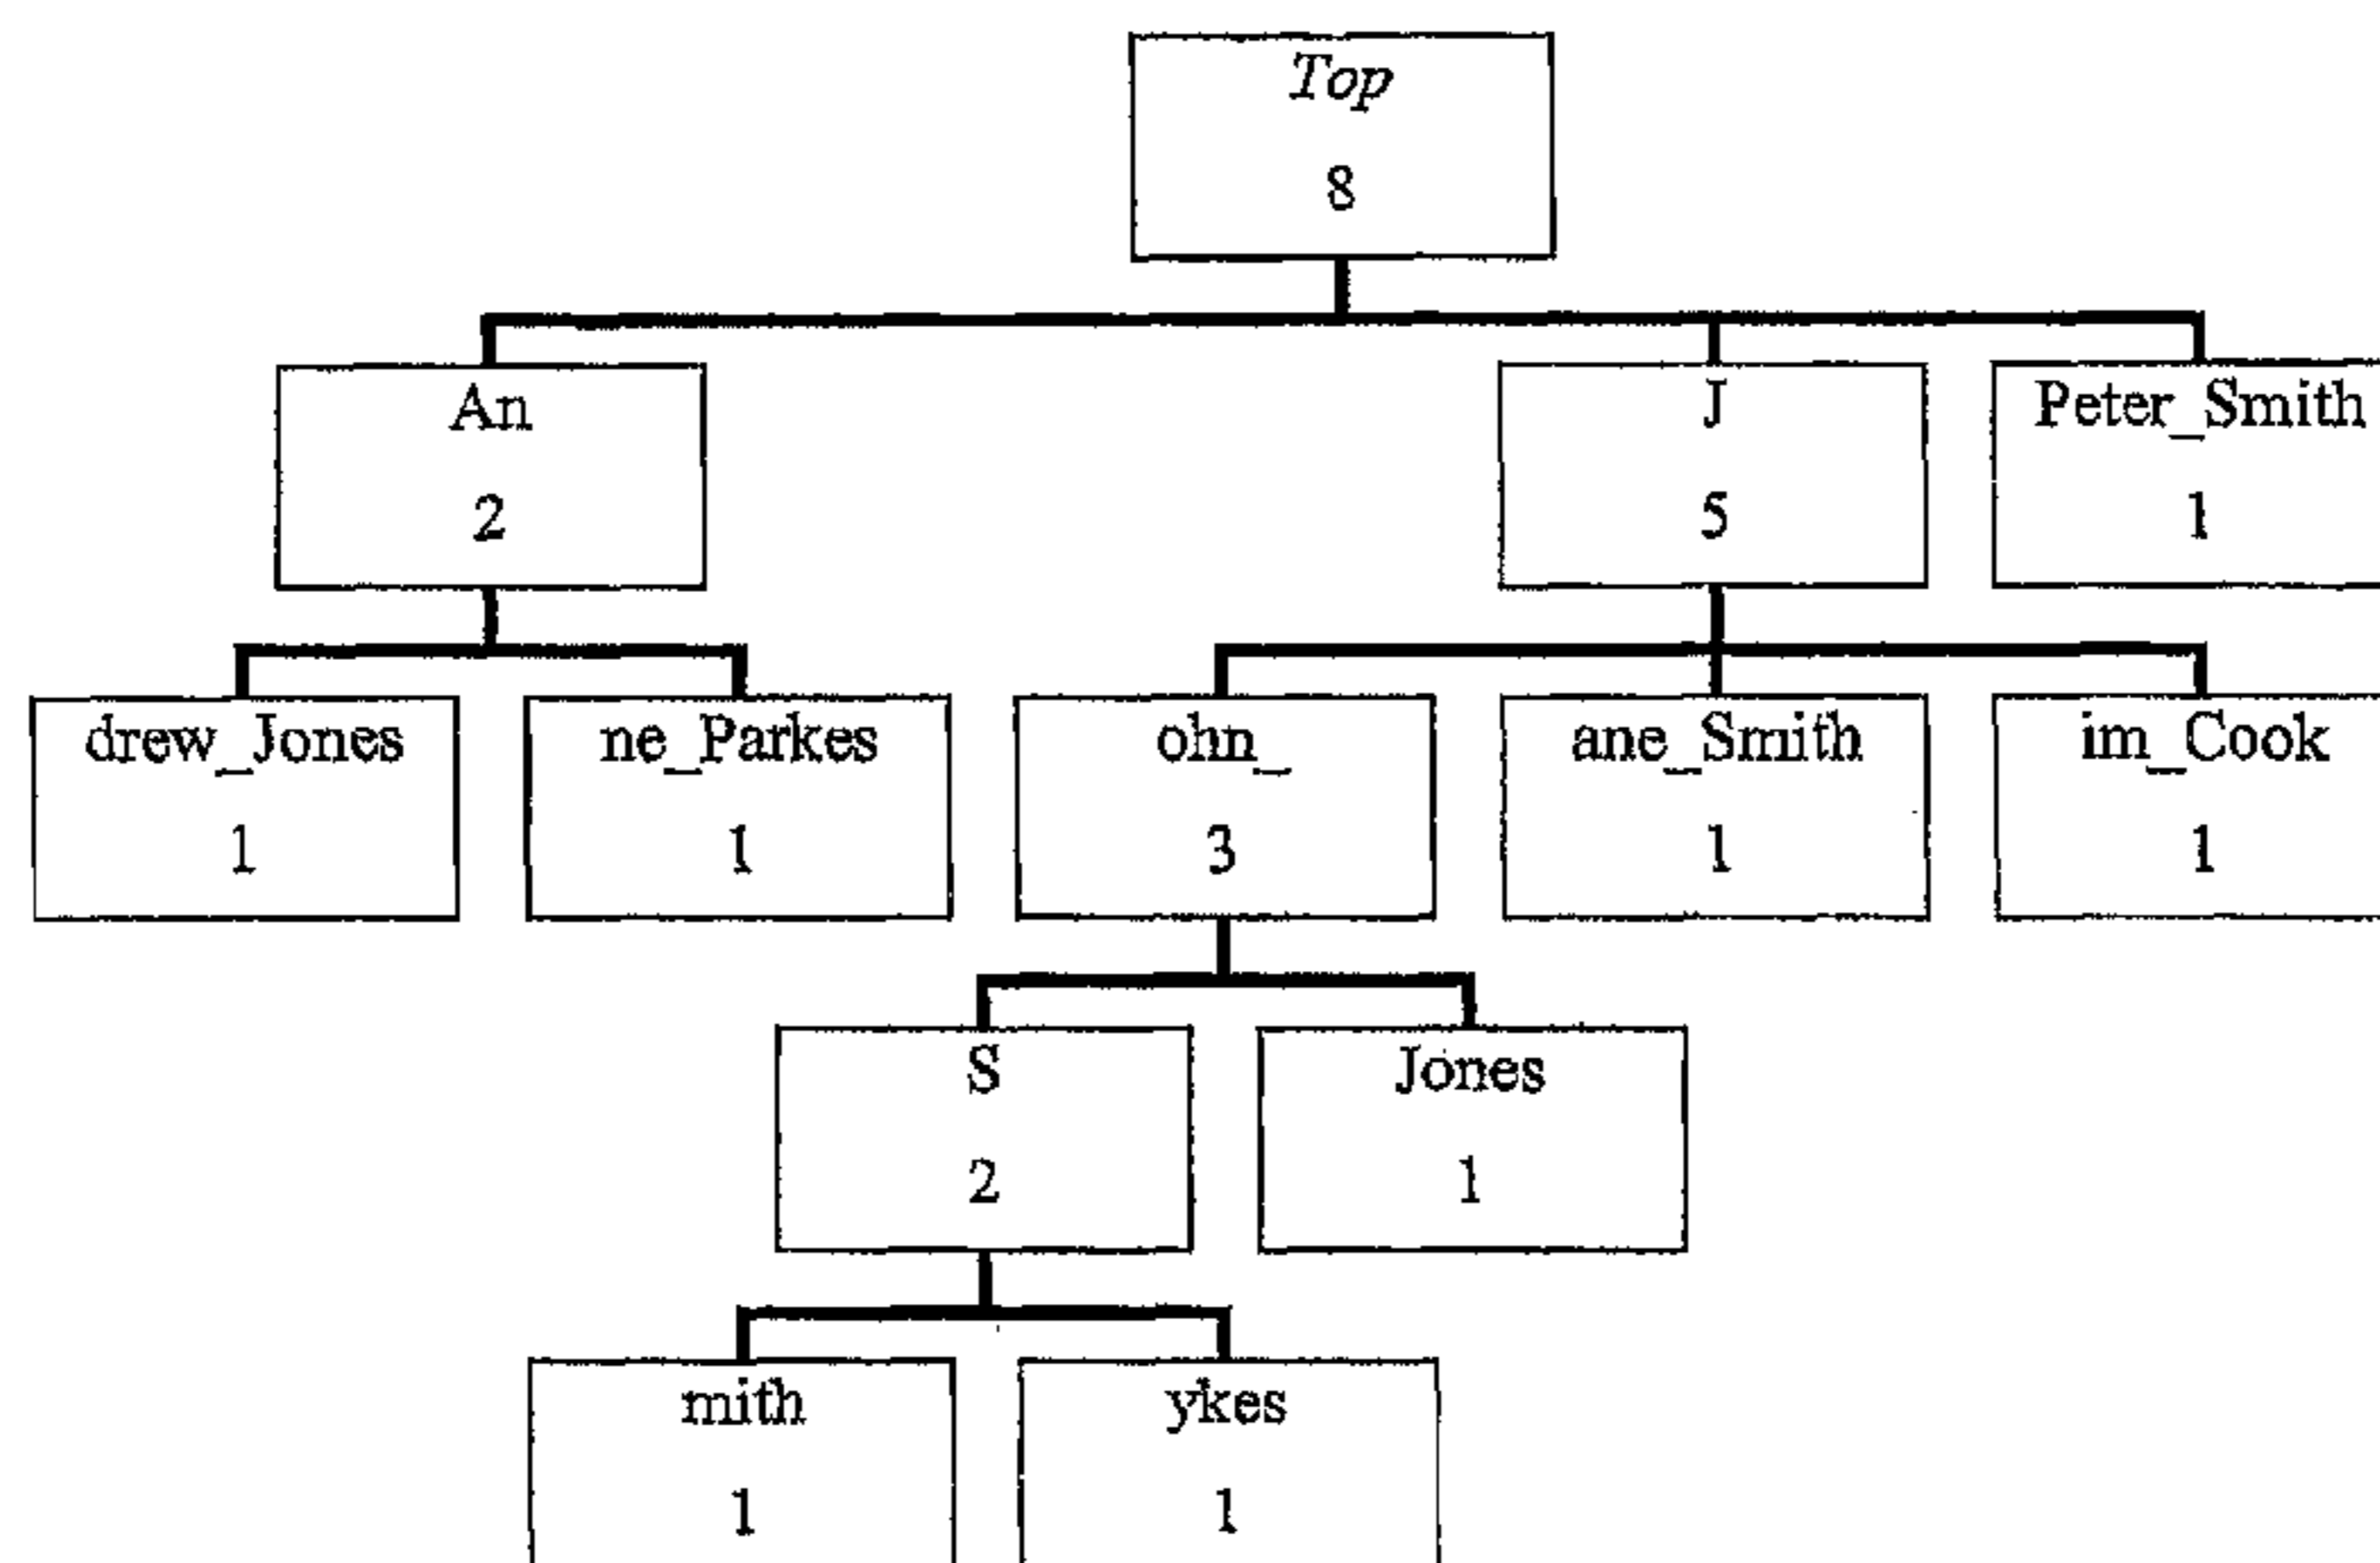 Top
8
An
2
J
5
Peter_Smith
1
drew_Jones
1
ne_Parkes
1
ohn_
3
ane_Smith
1
im_Cook
1
S
2
Jones
1
mith
1
ykes
1